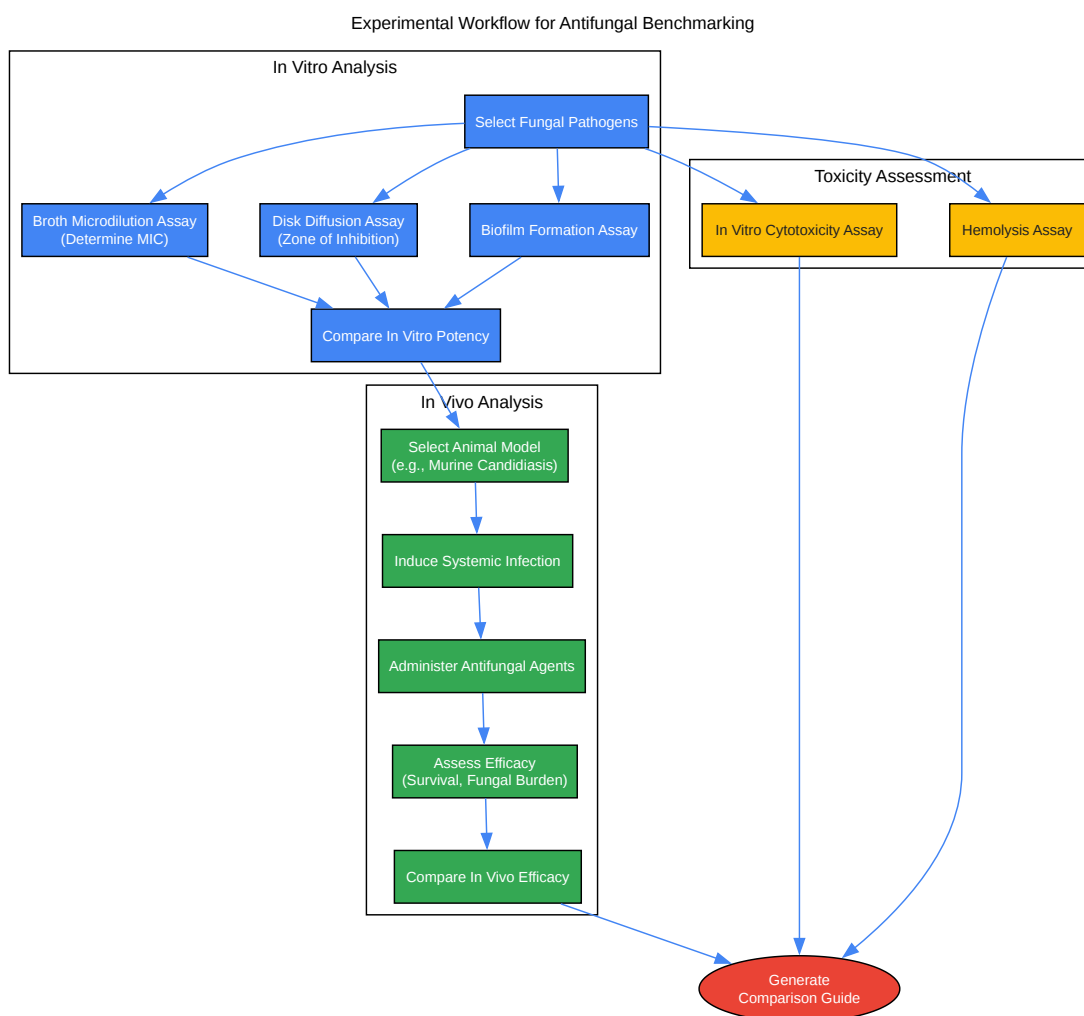 Experimental Workflow for Antifungal Benchmarking
In Vitro Analysis
Select Fungal Pathogens
Toxicity Assessment
Broth Microdilution Assay
(Determine MIC)
Disk Diffusion Assay
(Zone of Inhibition)
Biofilm Formation Assay
In Vitro Cytotoxicity Assay
Hemolysis Assay
Compare In Vitro Potency
In Vivo Analysis
Select Animal Model
(e.g., Murine Candidiasis)
Induce Systemic Infection
Administer Antifungal Agents
Assess Efficacy
(Survival, Fungal Burden)
Compare In Vivo Efficacy
Generate
Comparison Guide